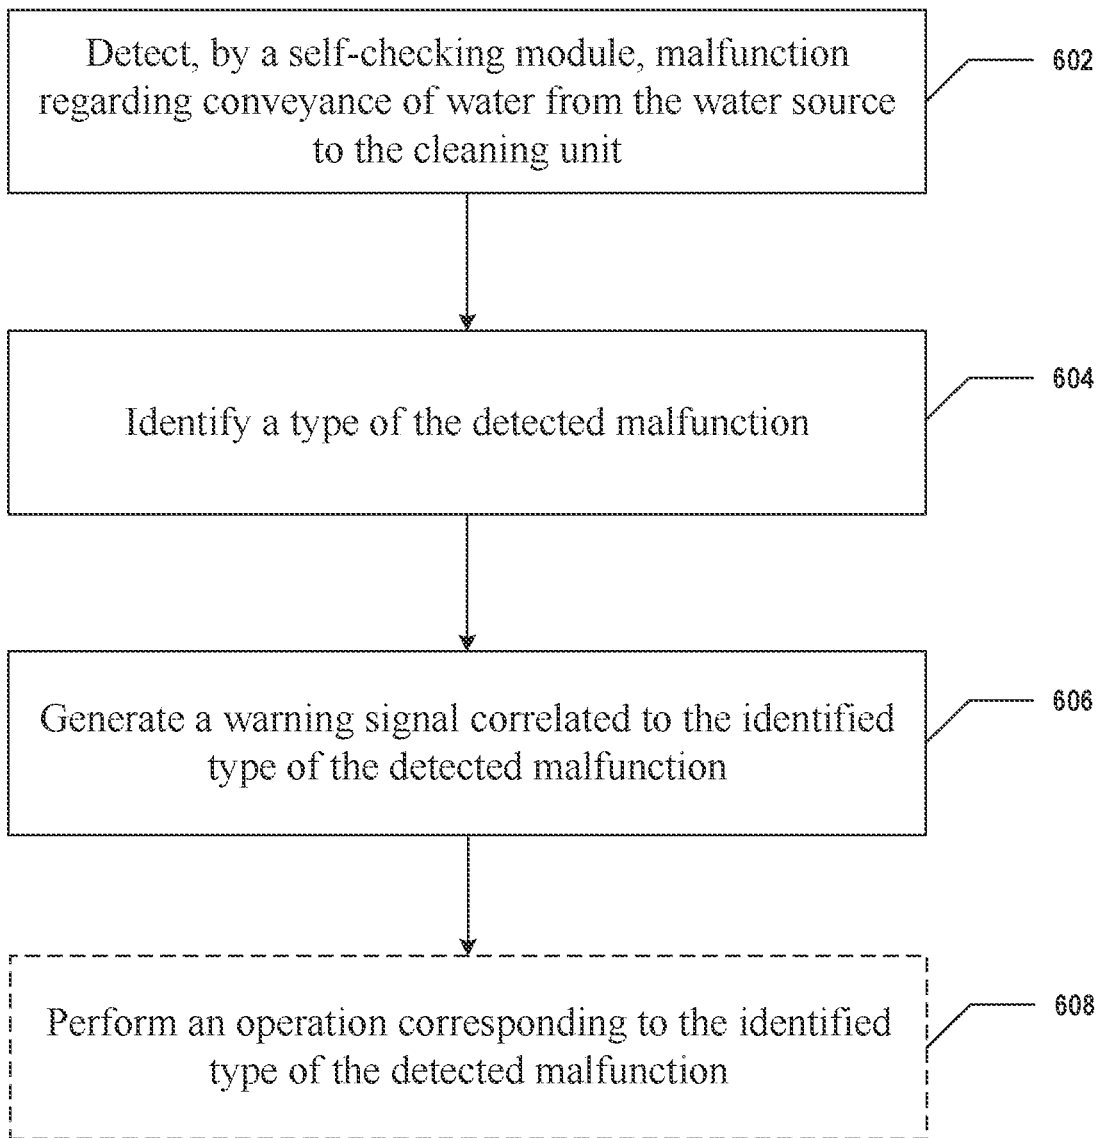 Detect, by a self-checking module, malfunction
regarding conveyance of water from the water source
to the cleaning unit
602
Identify a type of the detected malfunction
604
Generate a warning signal correlated to the identified
type of the detected malfunction
606
Perform an operation corresponding to the identified
type of the detected malfunction
608